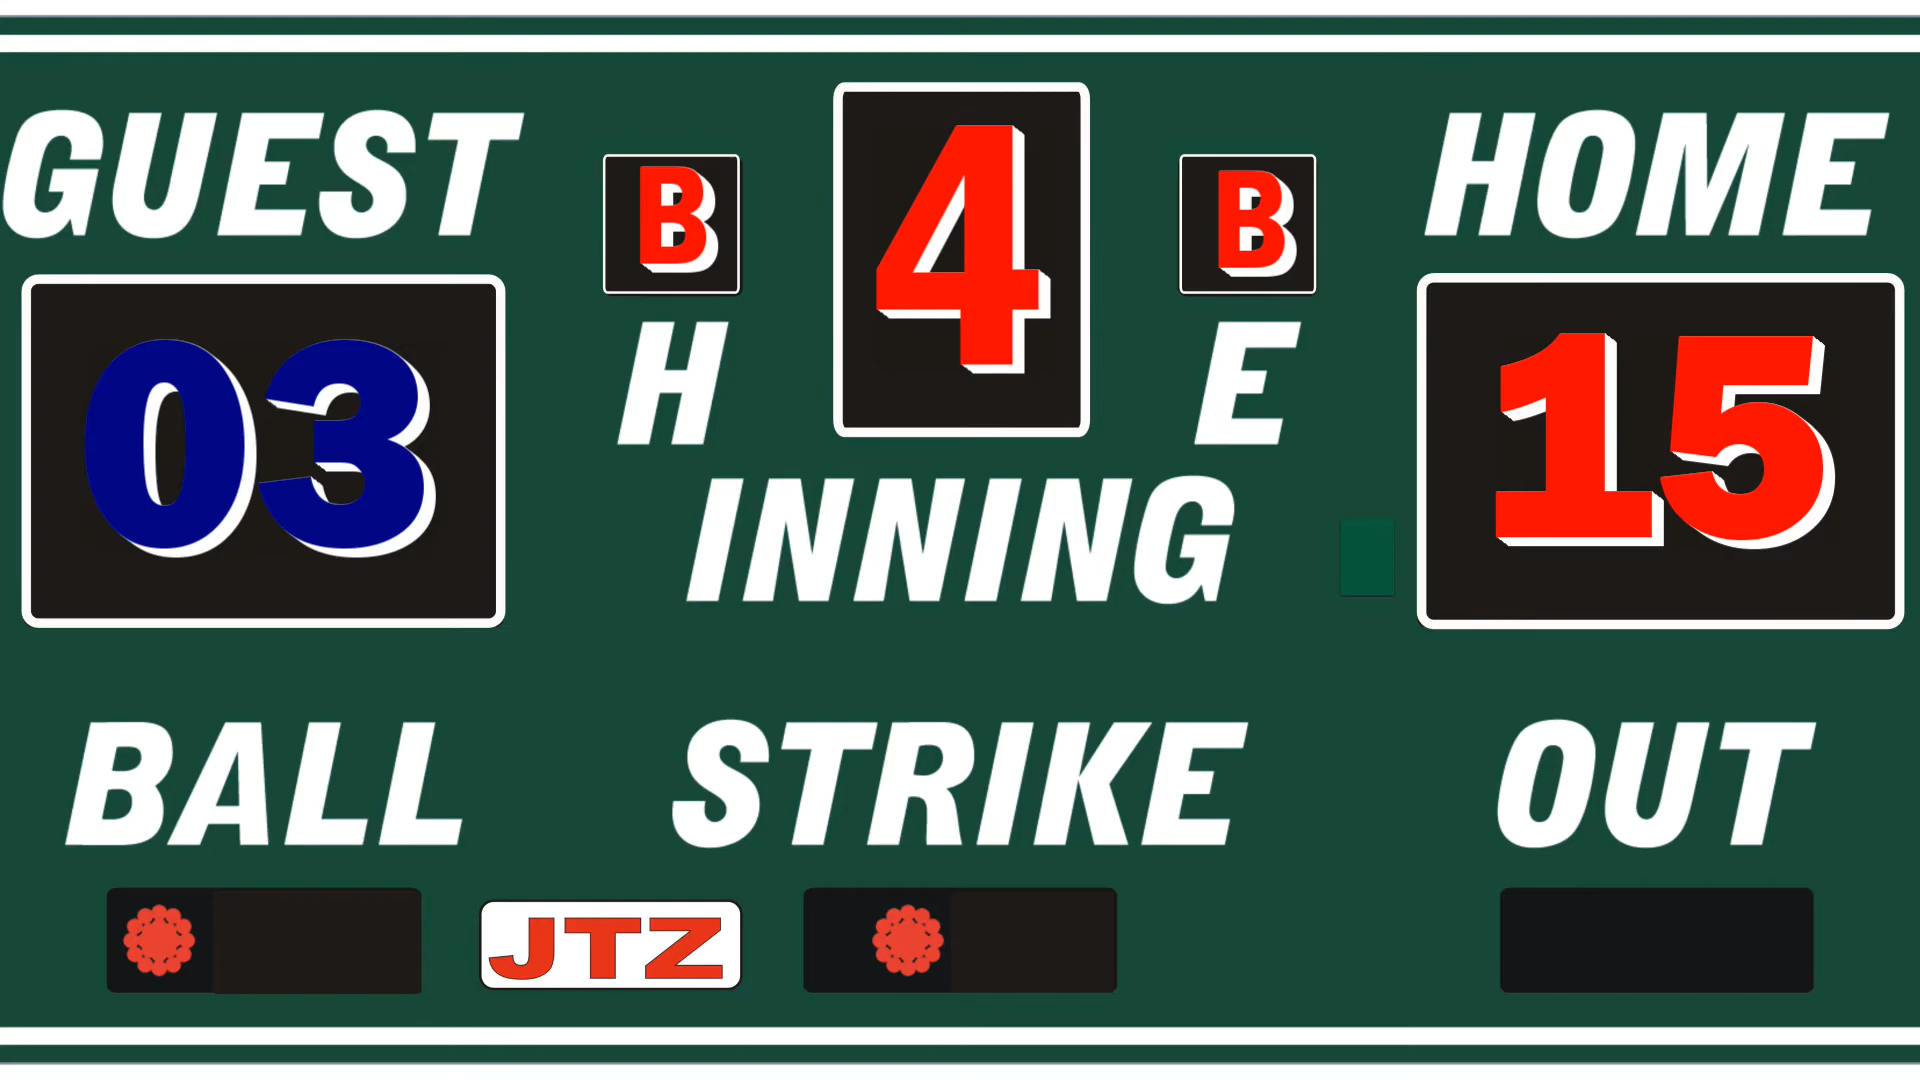 GUEST B 4 B HOME
03 H E 15
INNING
BALL STRIKE OUT
JTZ